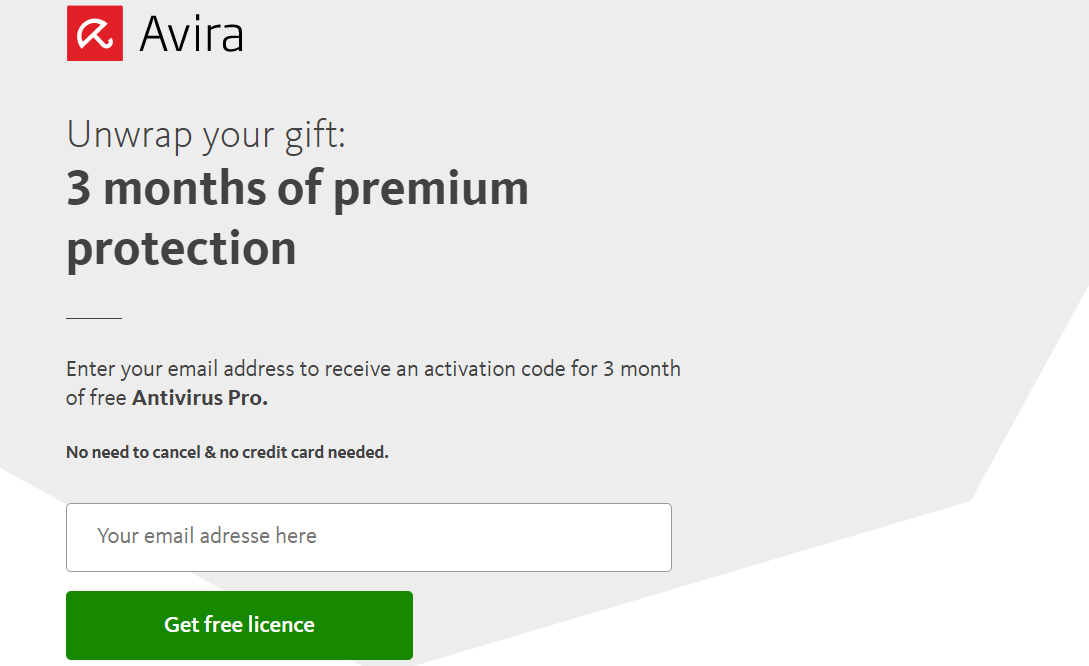 Avira
Unwrap your gift:
3 months of premium
protection
Enter your email address to receive an activation code for 3 month
of free Antivirus Pro.
No need to cancel & no credit card needed.
Your email adresse here
Get free licence